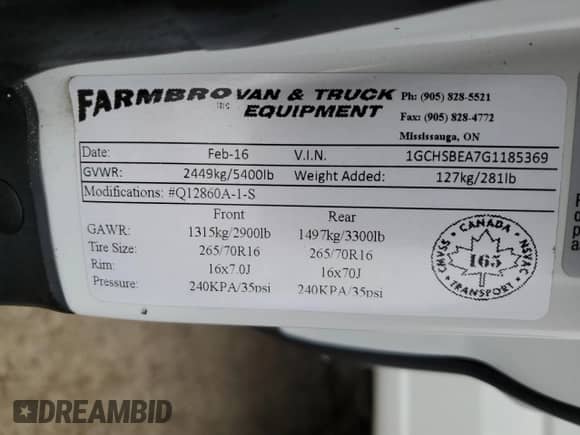 FARMBRO INC VAN & TRUCK EQUIPMENT
Ph: (905) 828-5521
Fax: (905) 828-4772
Mississauga, ON
Date: Feb-16 V.I.N. 1GCHSBEA7G1185369
GVWR: 2449kg/5400lb Weight Added: 127kg/281lb
Modifications: #Q12860A-1-S
Front Rear
GAWR: 1315kg/2900lb 1497kg/3300lb
Tire Size: 265/70R16 265/70R16
Rim: 16x7.0J 16x70J
Pressure: 240KPA/35psi 240KPA/35psi
CANADA
CMVSS NSVAC
165
TRANSPORT
DREAMBID